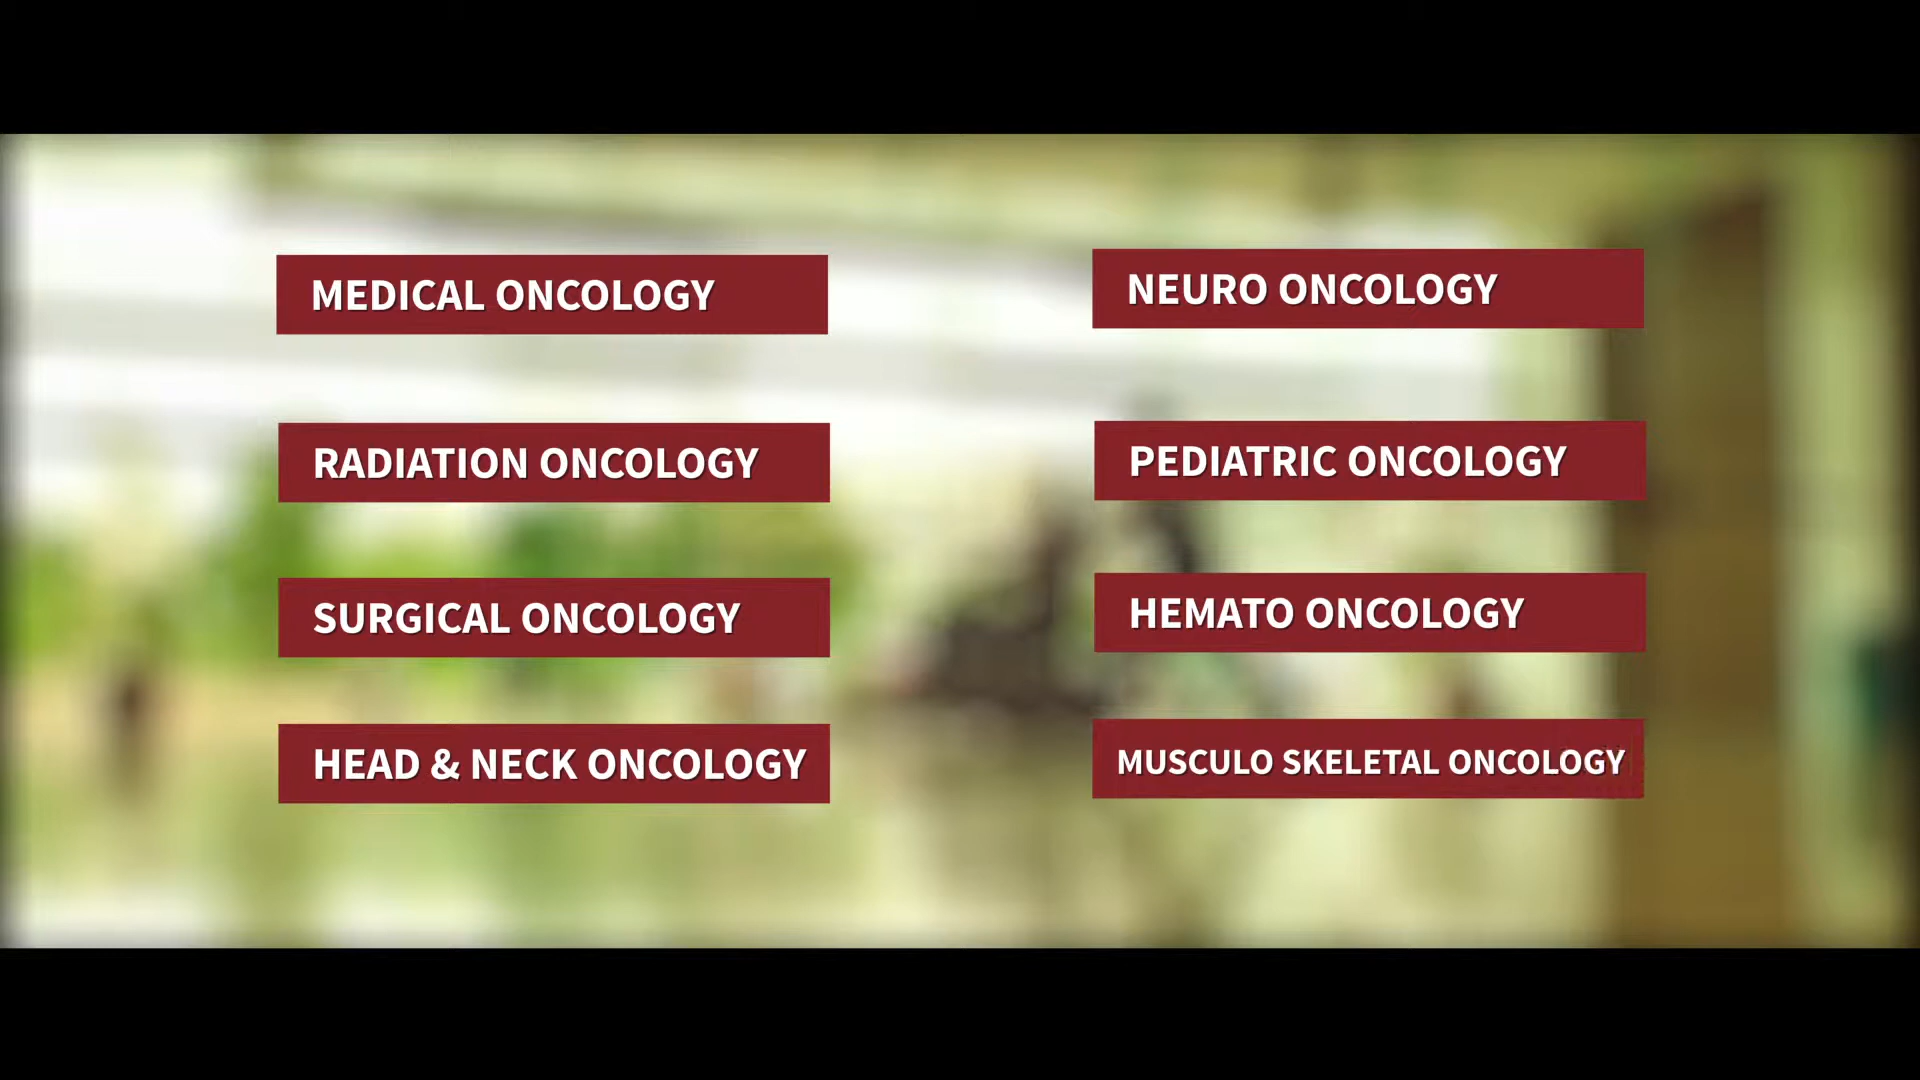 MEDICAL ONCOLOGY
RADIATION ONCOLOGY
SURGICAL ONCOLOGY
HEAD & NECK ONCOLOGY
NEURO ONCOLOGY
PEDIATRIC ONCOLOGY
HEMATO ONCOLOGY
MUSCULO SKELETAL ONCOLOGY